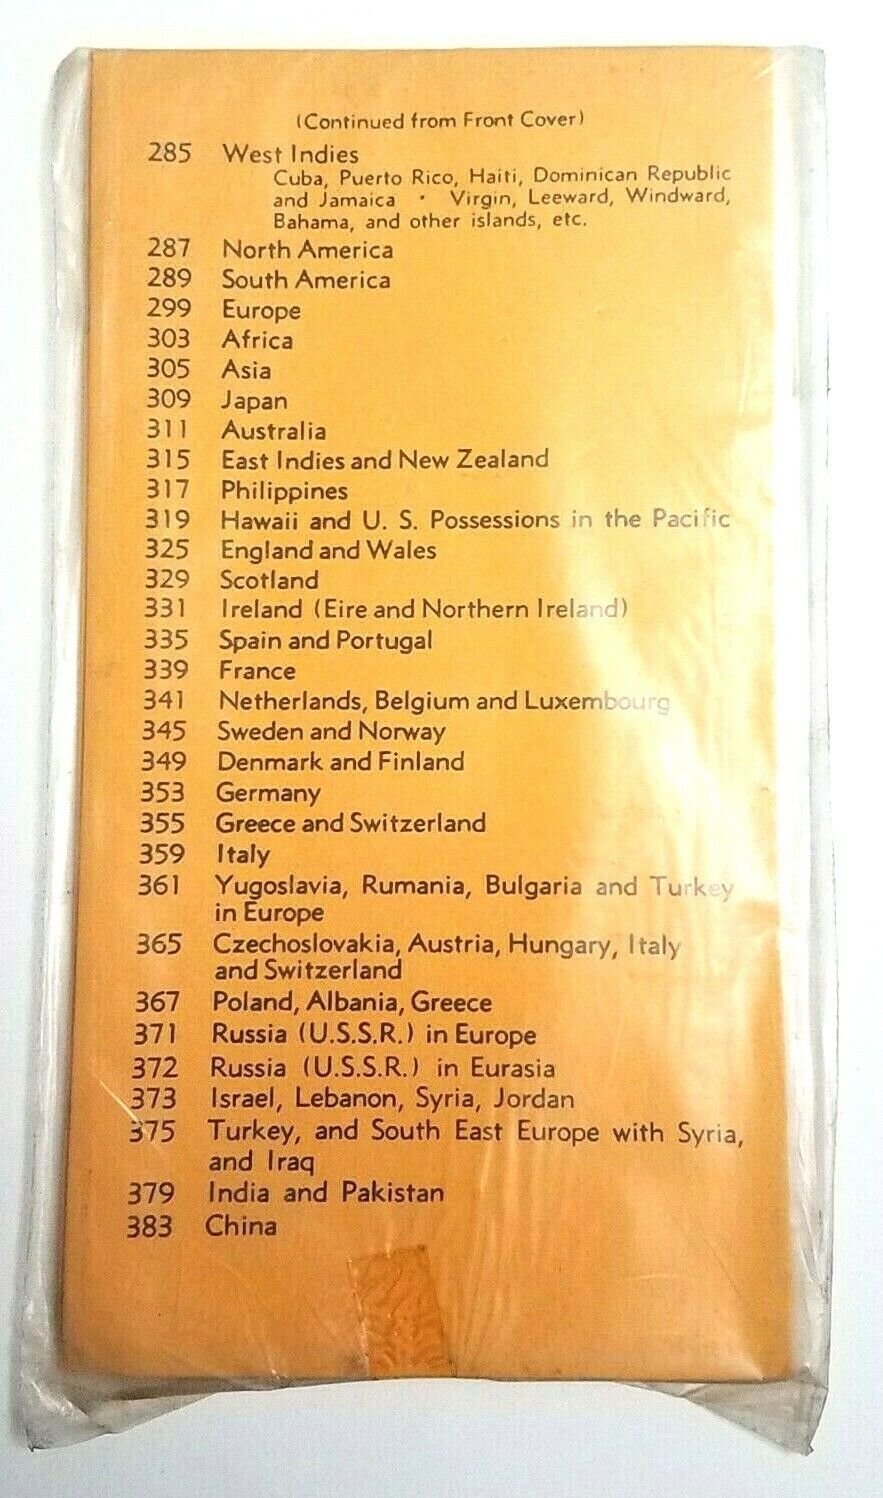 (Continued from Front Cover)
285 West Indies
Cuba, Puerto Rico, Haiti, Dominican Republic
and Jamaica • Virgin, Leeward, Windward,
Bahama, and other islands, etc.
287 North America
289 South America
299 Europe
303 Africa
305 Asia
309 Japan
311 Australia
315 East Indies and New Zealand
317 Philippines
319 Hawaii and U. S. Possessions in the Pacific
325 England and Wales
329 Scotland
331 Ireland (Eire and Northern Ireland)
335 Spain and Portugal
339 France
341 Netherlands, Belgium and Luxembourg
345 Sweden and Norway
349 Denmark and Finland
353 Germany
355 Greece and Switzerland
359 Italy
361 Yugoslavia, Rumania, Bulgaria and Turkey
in Europe
365 Czechoslovakia, Austria, Hungary, Italy
and Switzerland
367 Poland, Albania, Greece
371 Russia (U.S.S.R.) in Europe
372 Russia (U.S.S.R.) in Eurasia
373 Israel, Lebanon, Syria, Jordan
375 Turkey, and South East Europe with Syria,
and Iraq
379 India and Pakistan
383 China